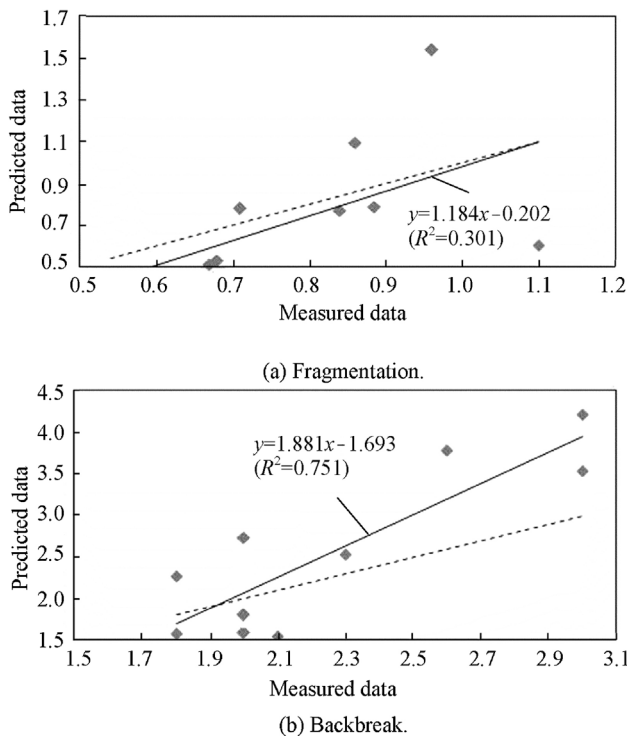 1.7
1.5
1.3
1.1
0.9
0.7
0.5
Predicted data
y=1.184x−0.202
(R²=0.301)
0.5 0.6 0.7 0.8 0.9 1.0 1.1 1.2
Measured data
(a) Fragmentation.
4.5
4.0
3.5
3.0
2.5
2.0
1.5
Predicted data
y=1.881x−1.693
(R²=0.751)
1.5 1.7 1.9 2.1 2.3 2.5 2.7 2.9 3.1
Measured data
(b) Backbreak.